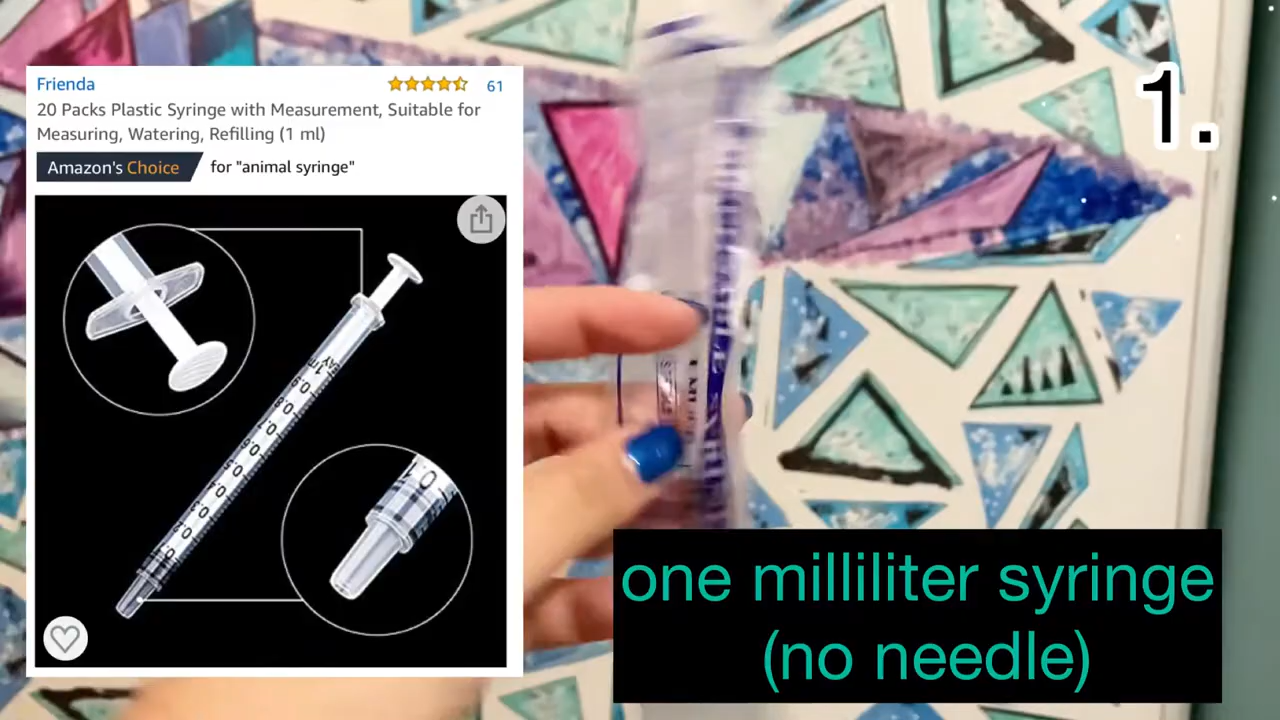 Frienda
61
20 Packs Plastic Syringe with Measurement, Suitable for
Measuring, Watering, Refilling (1 ml)
Amazon's Choice for "animal syringe"
1.
one milliliter syringe
(no needle)